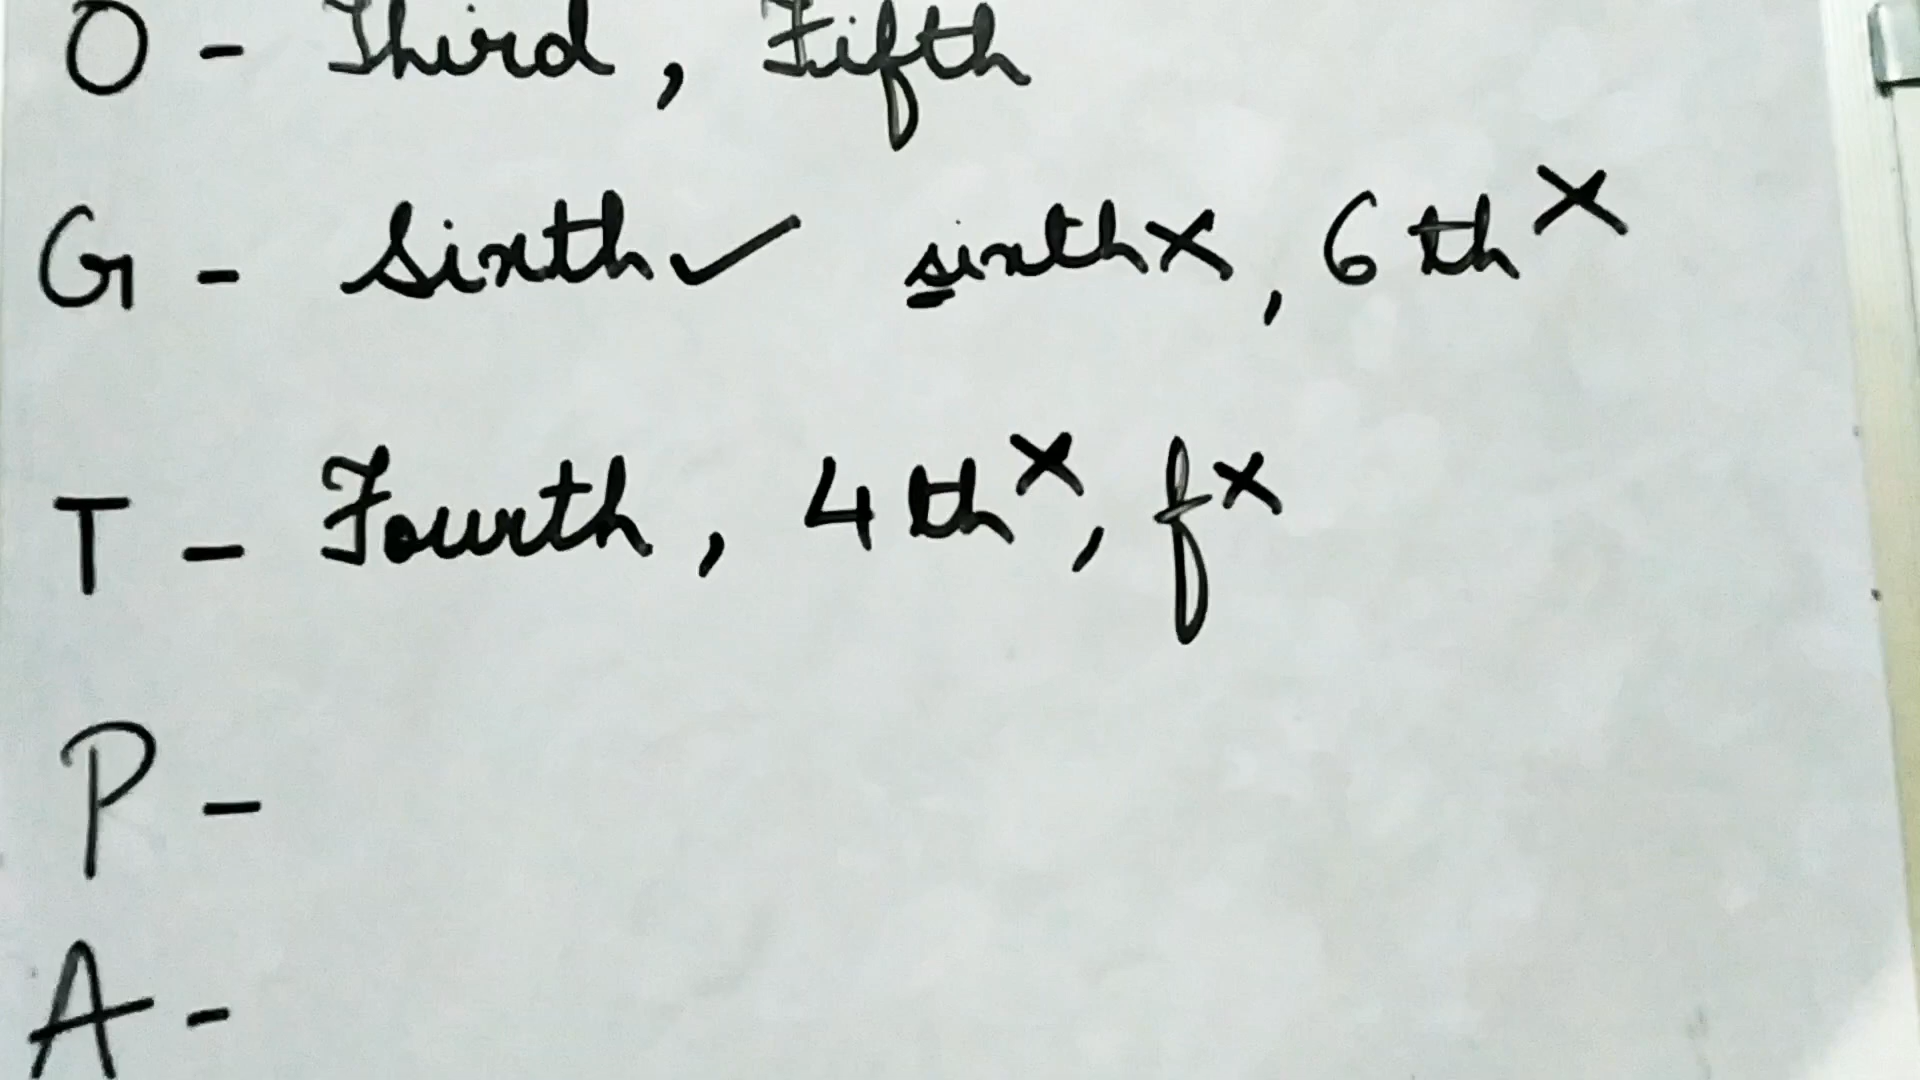 O - Third, Fifth
G - Sixth ✓ sixth ×, 6th ×
T - Fourth, 4th ×, f ×
P -
A -